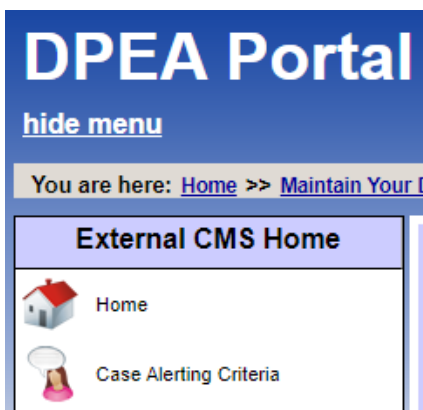 DPEA Portal
hide menu
You are here: Home >> Maintain Your
External CMS Home
Home
Case Alerting Criteria